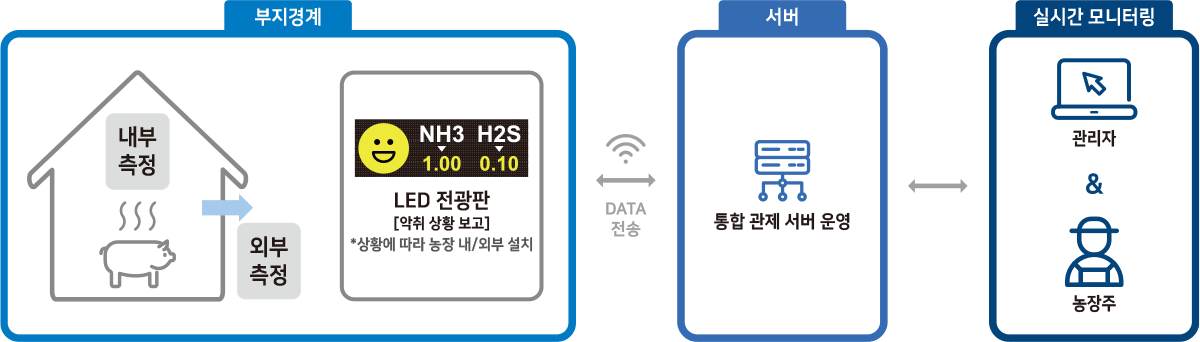 부지경계
내부
측정
외부
측정
NH3 H2S
1.00 0.10
LED 전광판
[악취 상황 보고]
*상황에 따라 농장 내/외부 설치
DATA
전송
서버
통합 관제 서버 운영
실시간 모니터링
관리자
&
농장주